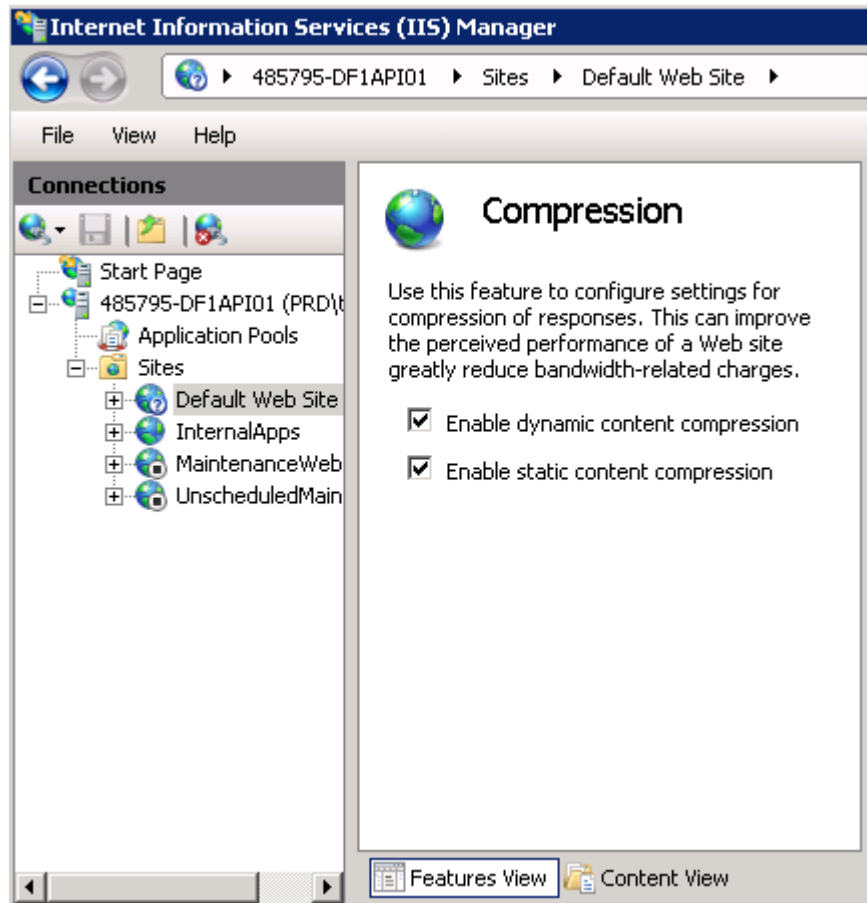 Internet Information Services (IIS) Manager
485795-DF1API01 Sites Default Web Site
File View Help
Connections
Start Page
485795-DF1API01 (PRD\t
Application Pools
Sites
Default Web Site
InternalApps
MaintenanceWeb
UnscheduledMain
Compression
Use this feature to configure settings for
compression of responses. This can improve
the perceived performance of a Web site
greatly reduce bandwidth-related charges.
Enable dynamic content compression
Enable static content compression
Features View Content View